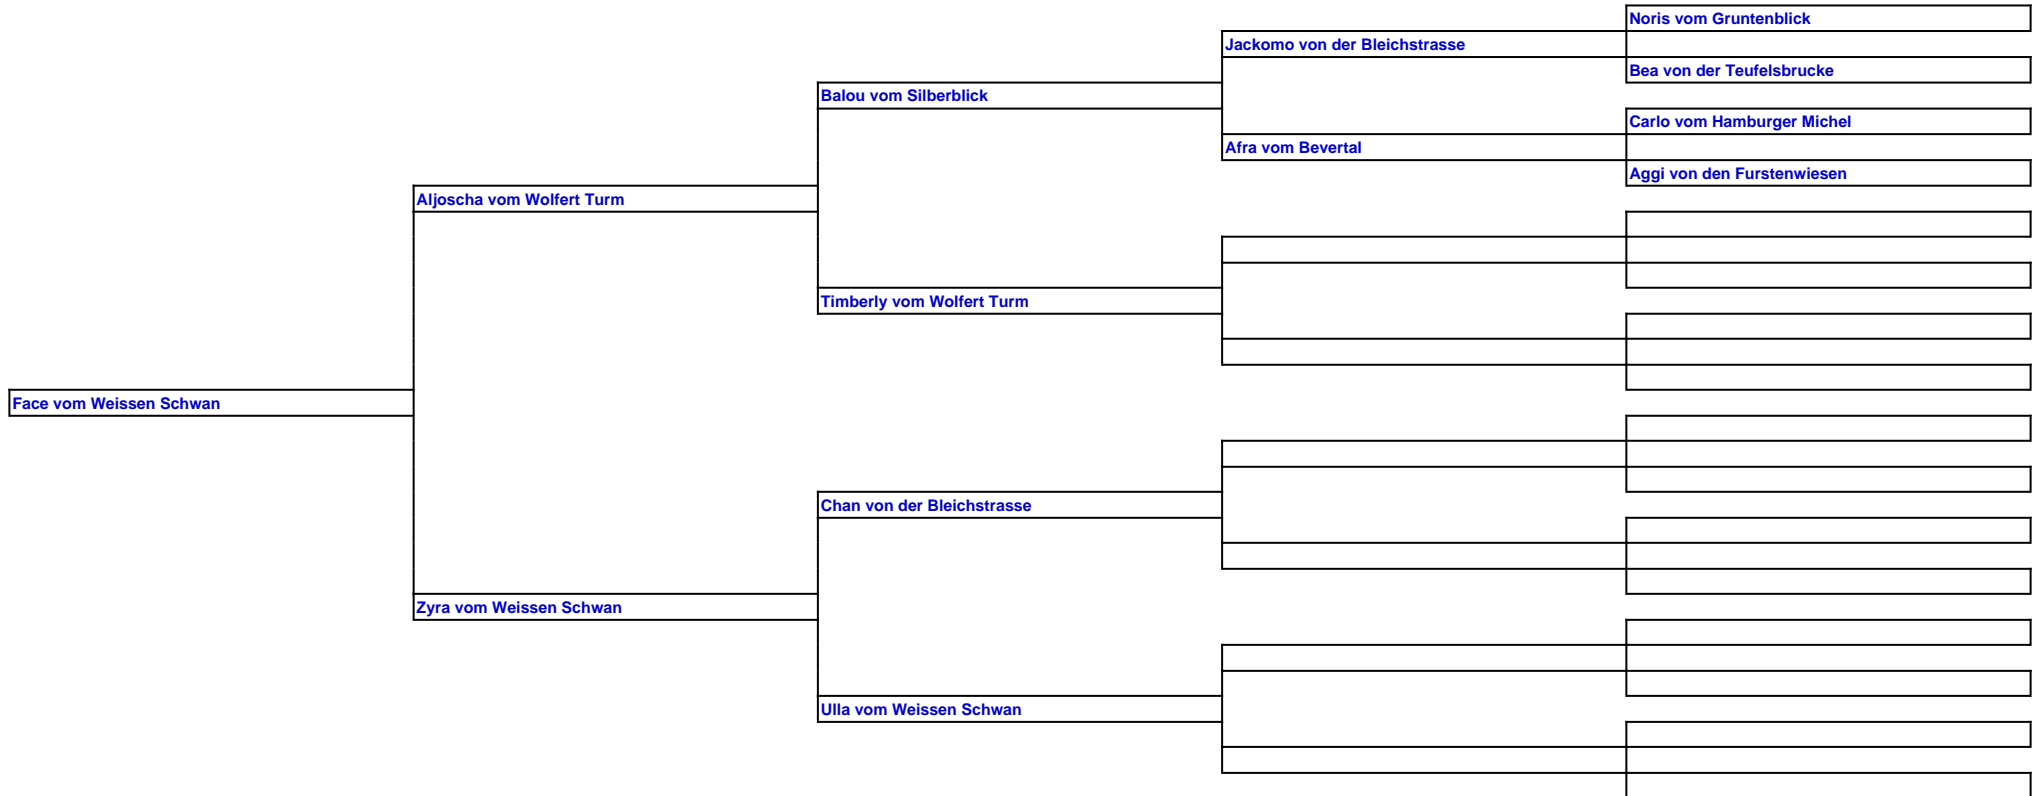 Noris vom Gruntenblick
Jackomo von der Bleichstrasse
Bea von der Teufelsbrucke
Balou vom Silberblick
Carlo vom Hamburger Michel
Afra vom Bevertal
Aggi von den Furstenwiesen
Aljoscha vom Wolfert Turm
Timberly vom Wolfert Turm
Face vom Weissen Schwan
Chan von der Bleichstrasse
Zyra vom Weissen Schwan
Ulla vom Weissen Schwan